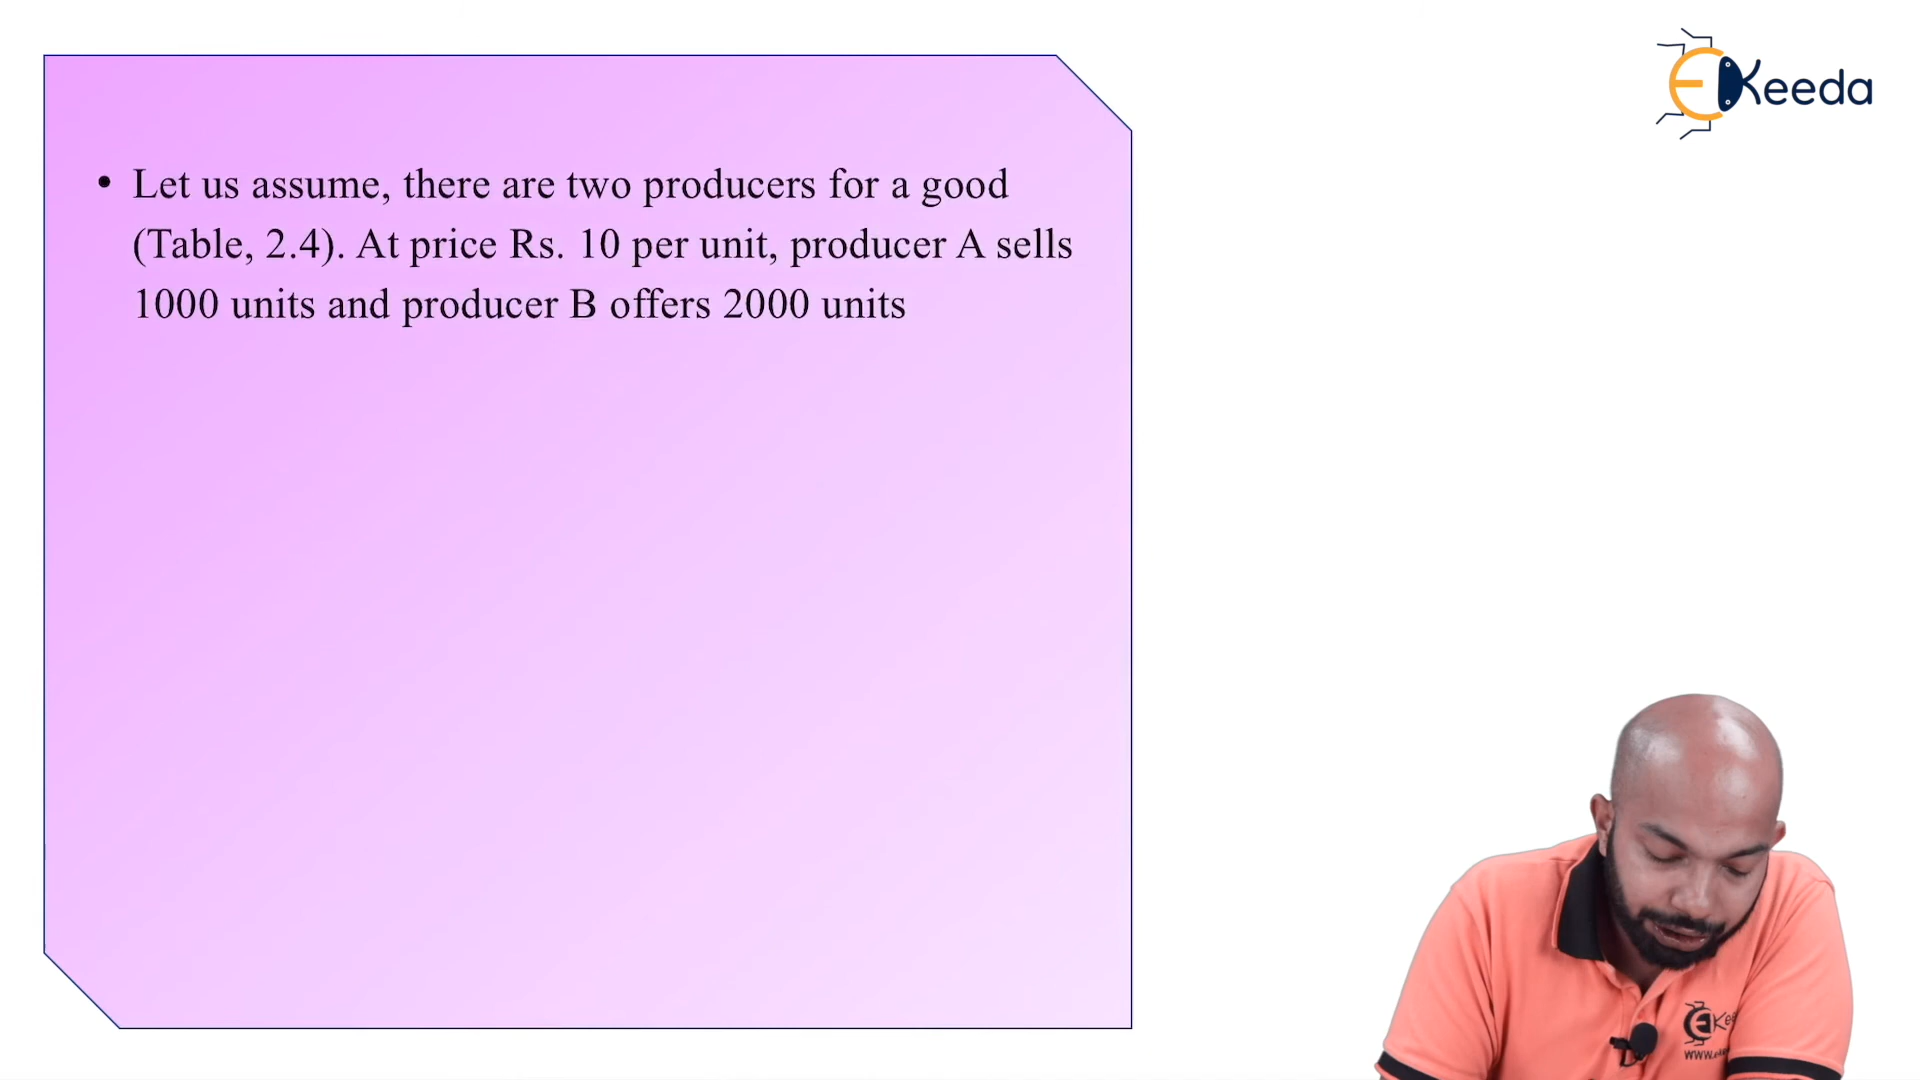 EKeeda
• Let us assume, there are two producers for a good
(Table, 2.4). At price Rs. 10 per unit, producer A sells
1000 units and producer B offers 2000 units